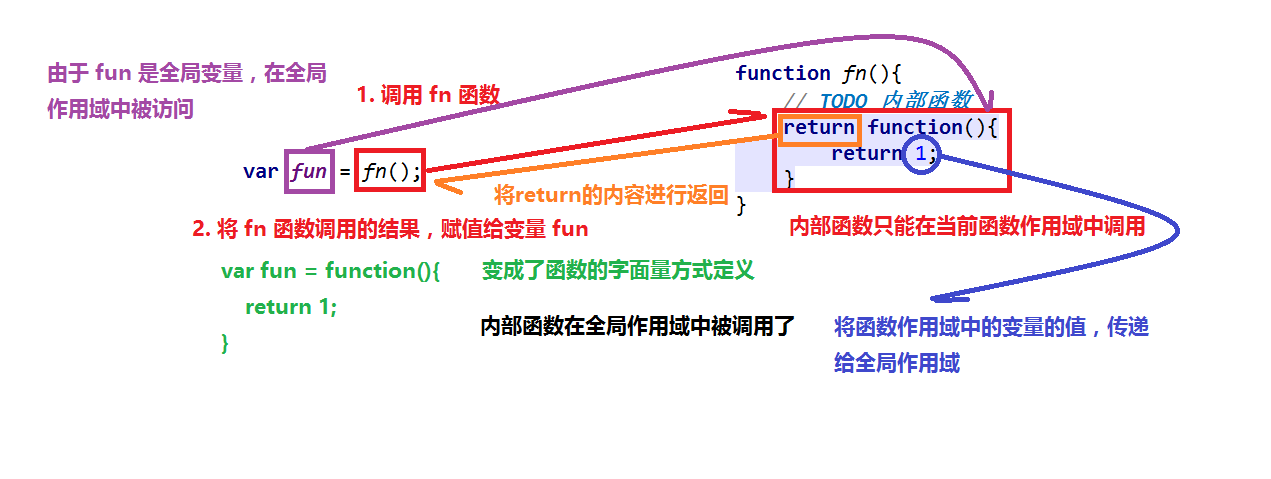 由于 fun 是全局变量，在全局
作用域中被访问
1. 调用 fn 函数
var fun = fn();
将return的内容进行返回
2. 将 fn 函数调用的结果，赋值给变量 fun
var fun = function(){
return 1;
}
变成了函数的字面量方式定义
内部函数在全局作用域中被调用了
function fn(){
// TODO 内部函数
return function(){
return 1;
}
}
内部函数只能在当前函数作用域中调用
将函数作用域中的变量的值，传递
给全局作用域